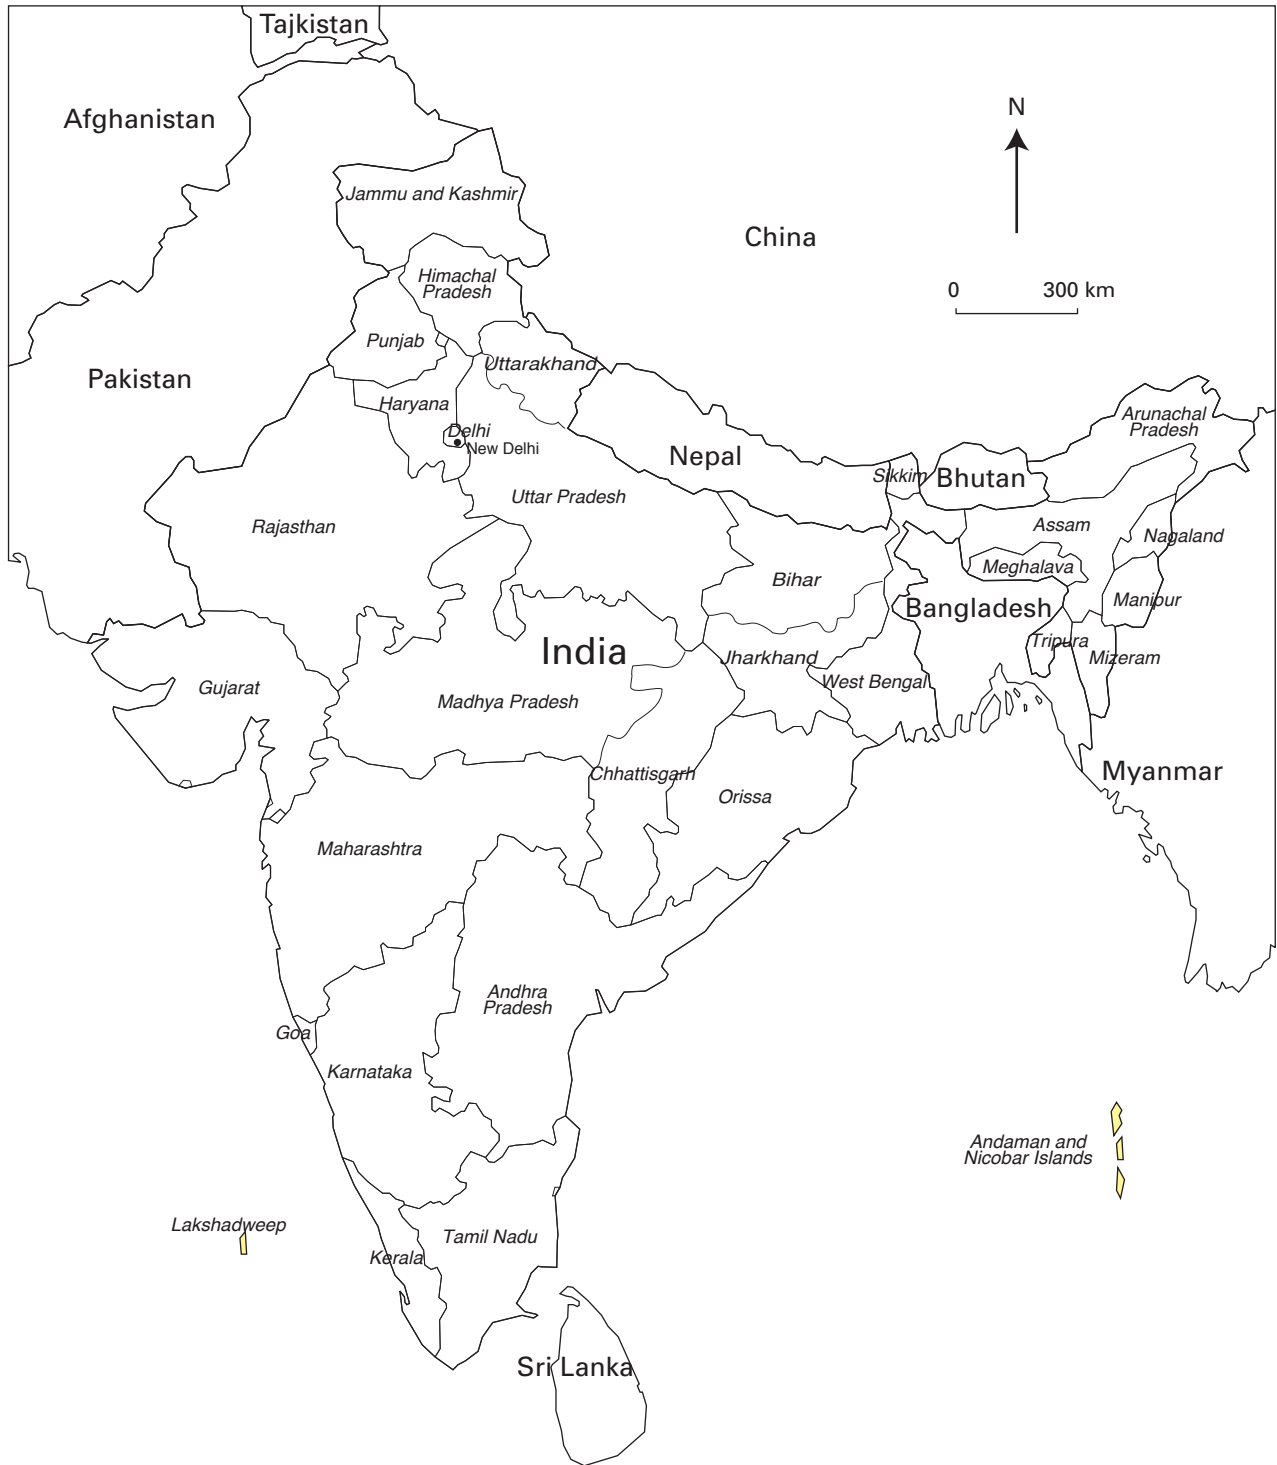 Tajkistan
Afghanistan
N
Jammu and Kashmir
China
Himachal
Pradesh
0 300 km
Punjab
Uttarakhand
Pakistan
Haryana
Arunachal
Pradesh
Delhi
New Delhi
Nepal
Sikkim
Bhutan
Uttar Pradesh
Rajasthan
Assam
Nagaland
Meghalava
Bihar
Manipur
Bangladesh
India
Tripura
Jharkhand
Mizeram
West Bengal
Gujarat
Madhya Pradesh
Chhattisgarh
Myanmar
Orissa
Maharashtra
Andhra
Pradesh
Goa
Karnataka
Andaman and
Nicobar Islands
Lakshadweep
Tamil Nadu
Kerala
Sri Lanka